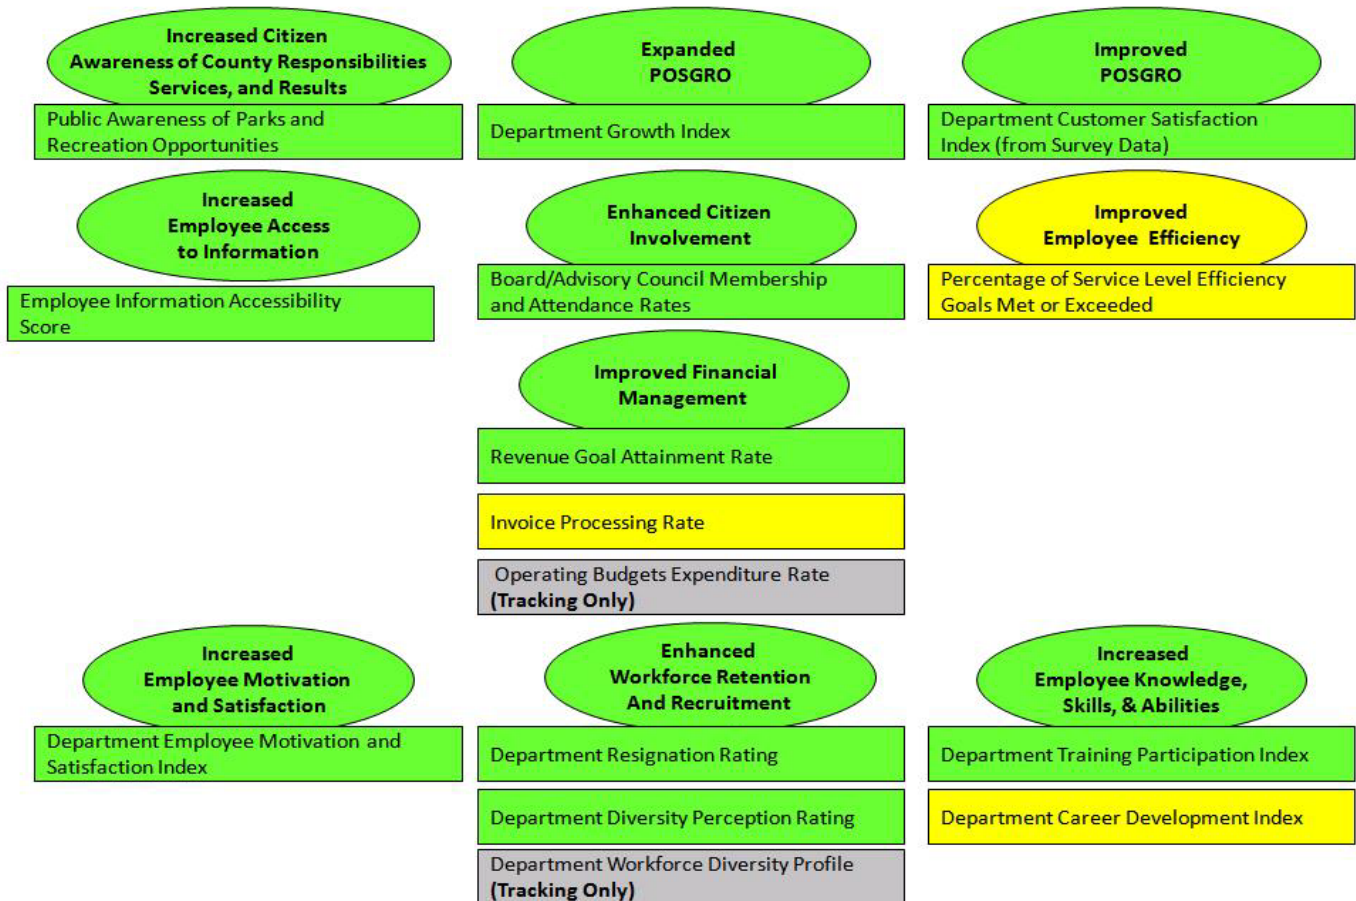 Increased Citizen
Awareness of County Responsibilities
Services, and Results
Public Awareness of Parks and
Recreation Opportunities
Expanded
POSGRO
Department Growth Index
Improved
POSGRO
Department Customer Satisfaction
Index (from Survey Data)
Increased
Employee Access
to Information
Employee Information Accessibility
Score
Enhanced Citizen
Involvement
Board/Advisory Council Membership
and Attendance Rates
Improved
Employee Efficiency
Percentage of Service Level Efficiency
Goals Met or Exceeded
Improved Financial
Management
Revenue Goal Attainment Rate
Invoice Processing Rate
Operating Budgets Expenditure Rate
(Tracking Only)
Increased
Employee Motivation
and Satisfaction
Department Employee Motivation and
Satisfaction Index
Enhanced
Workforce Retention
And Recruitment
Department Resignation Rating
Department Diversity Perception Rating
Department Workforce Diversity Profile
(Tracking Only)
Increased
Employee Knowledge,
Skills, & Abilities
Department Training Participation Index
Department Career Development Index